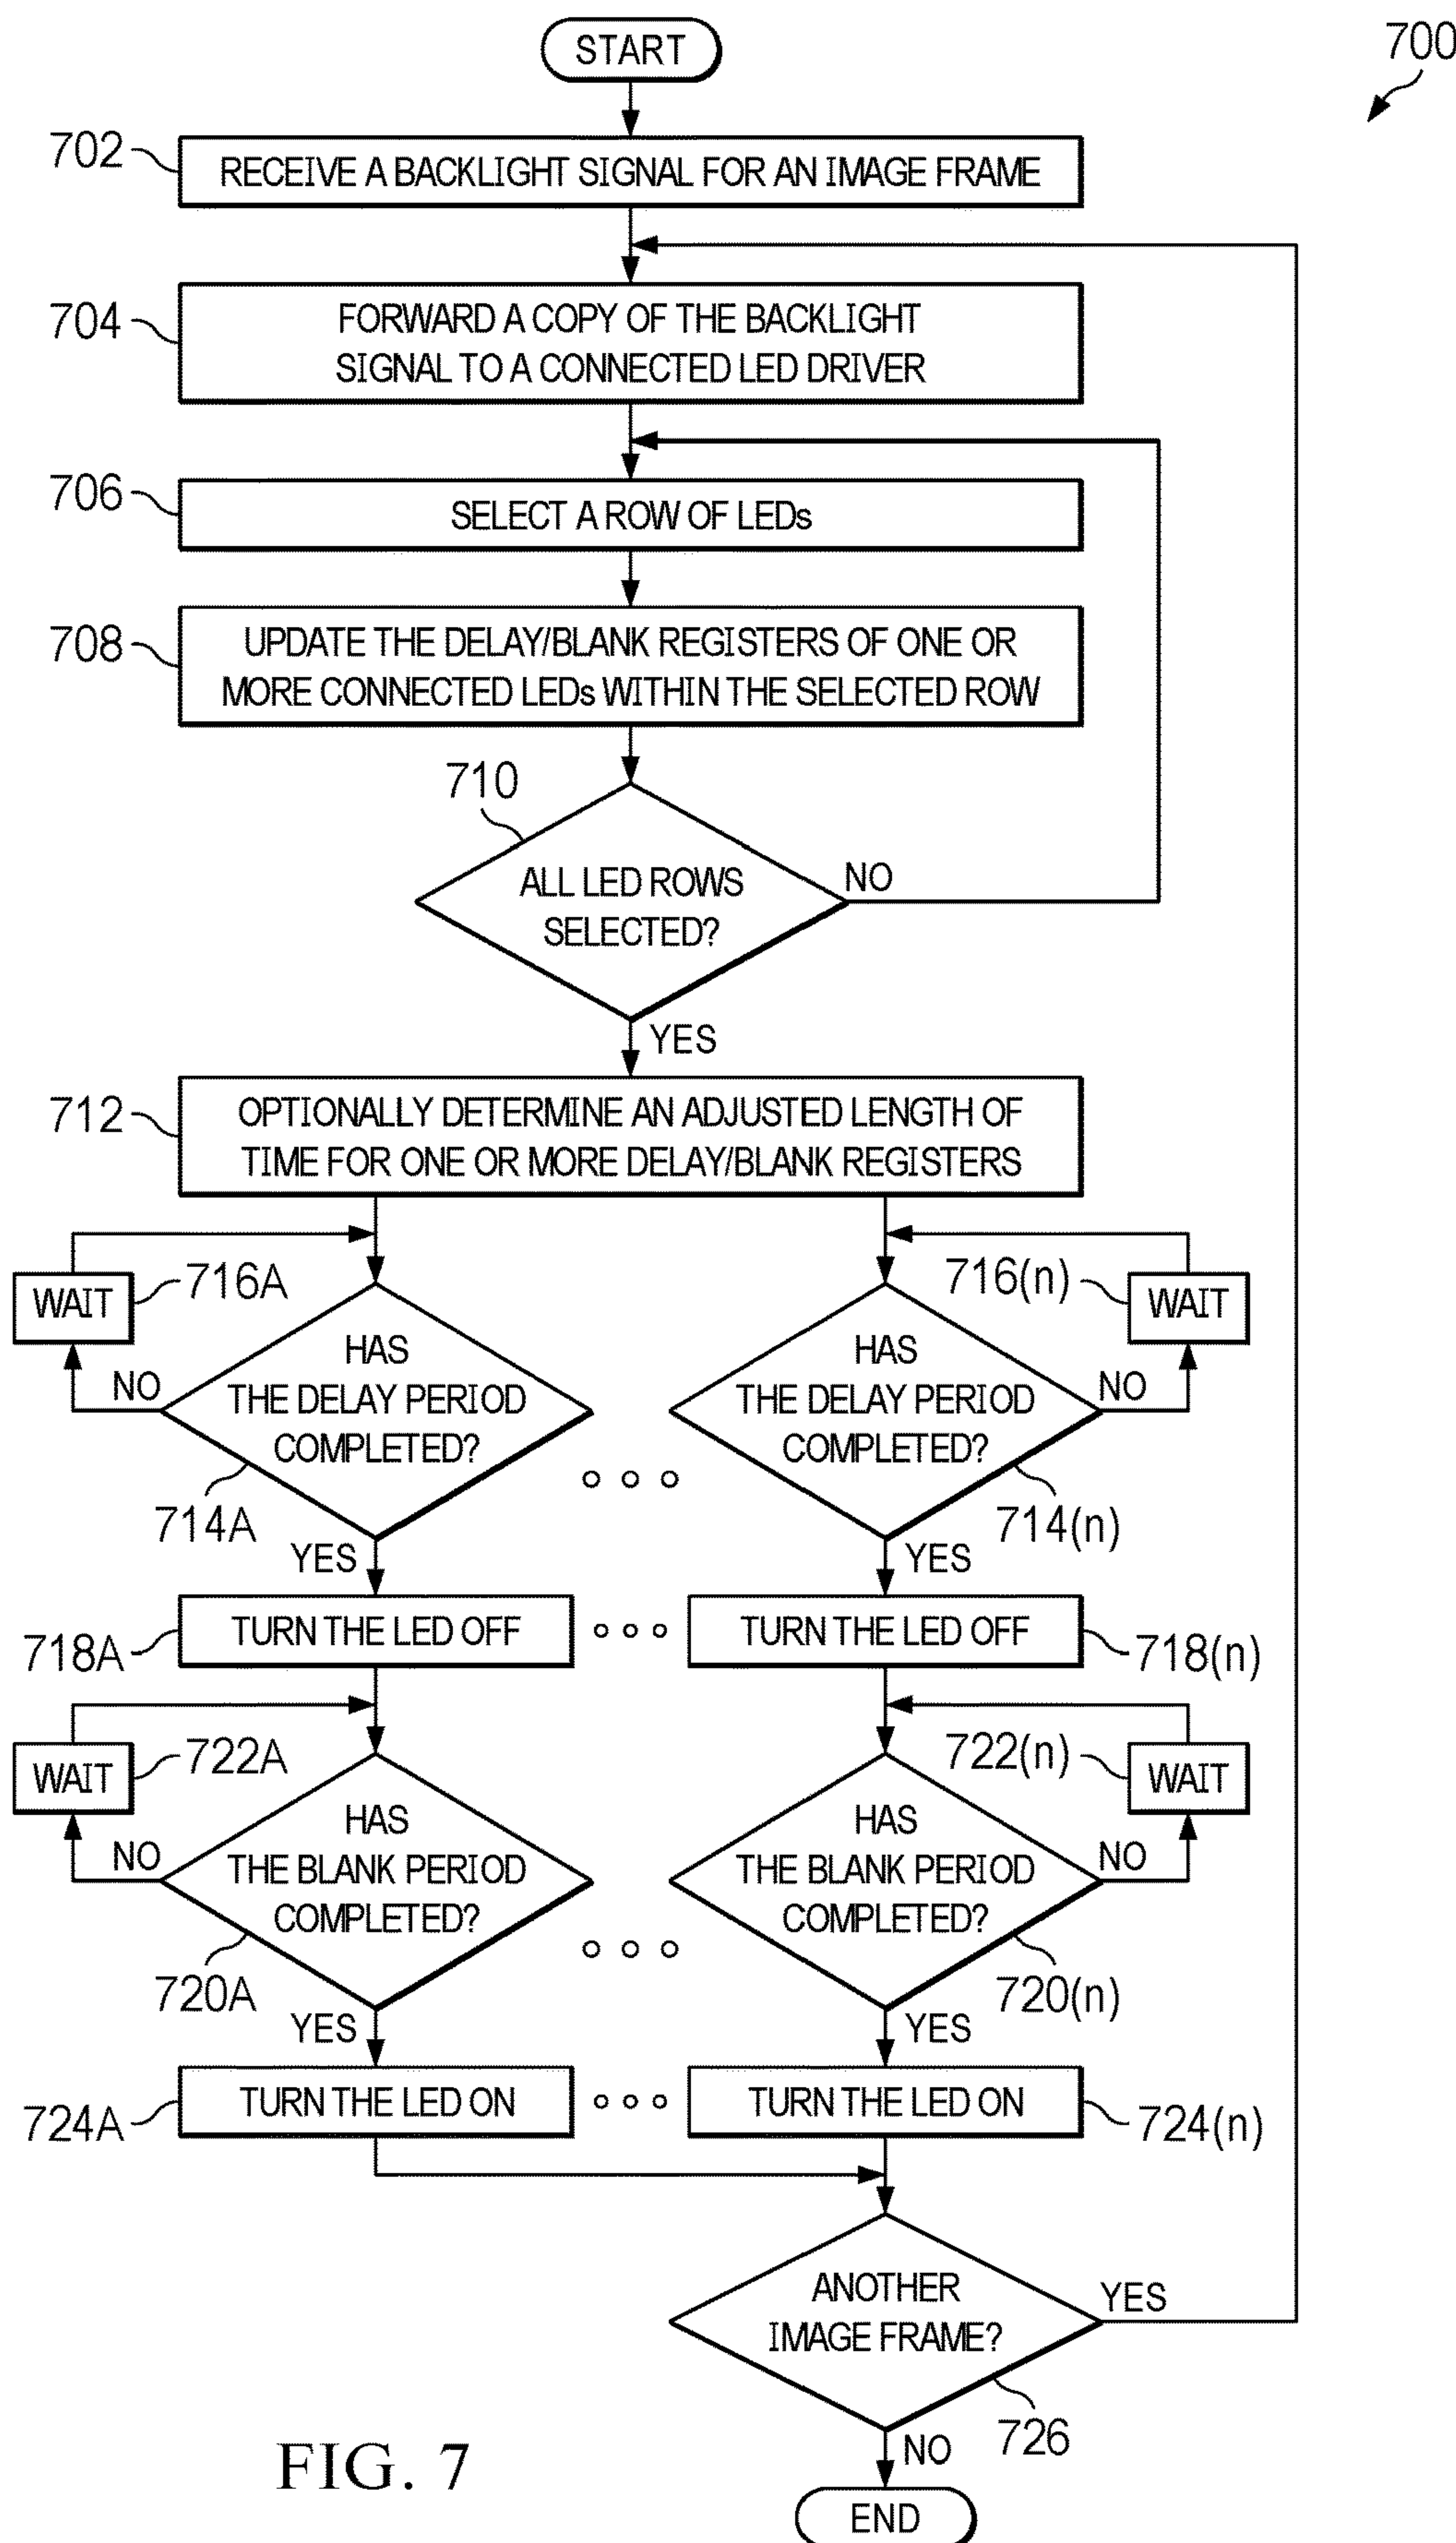 START
700
702
RECEIVE A BACKLIGHT SIGNAL FOR AN IMAGE FRAME
704
FORWARD A COPY OF THE BACKLIGHT
SIGNAL TO A CONNECTED LED DRIVER
706
SELECT A ROW OF LEDs
708
UPDATE THE DELAY/BLANK REGISTERS OF ONE OR
MORE CONNECTED LEDs WITHIN THE SELECTED ROW
710
ALL LED ROWS
SELECTED?
NO
YES
712
OPTIONALLY DETERMINE AN ADJUSTED LENGTH OF
TIME FOR ONE OR MORE DELAY/BLANK REGISTERS
WAIT
716A
716(n)
WAIT
NO
HAS
THE DELAY PERIOD
COMPLETED?
HAS
THE DELAY PERIOD
COMPLETED?
NO
714A
714(n)
YES
YES
718A
TURN THE LED OFF
TURN THE LED OFF
718(n)
WAIT
722A
722(n)
WAIT
NO
HAS
THE BLANK PERIOD
COMPLETED?
HAS
THE BLANK PERIOD
COMPLETED?
NO
720A
720(n)
YES
YES
724A
TURN THE LED ON
TURN THE LED ON
724(n)
ANOTHER
IMAGE FRAME?
YES
726
NO
END
FIG. 7